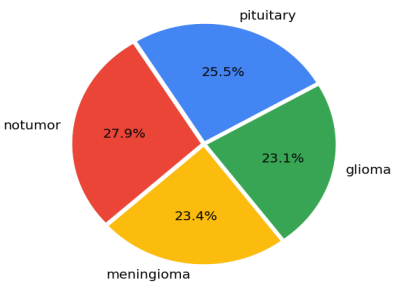 pituitary
25.5%
notumor
27.9%
23.1%
glioma
23.4%
meningioma